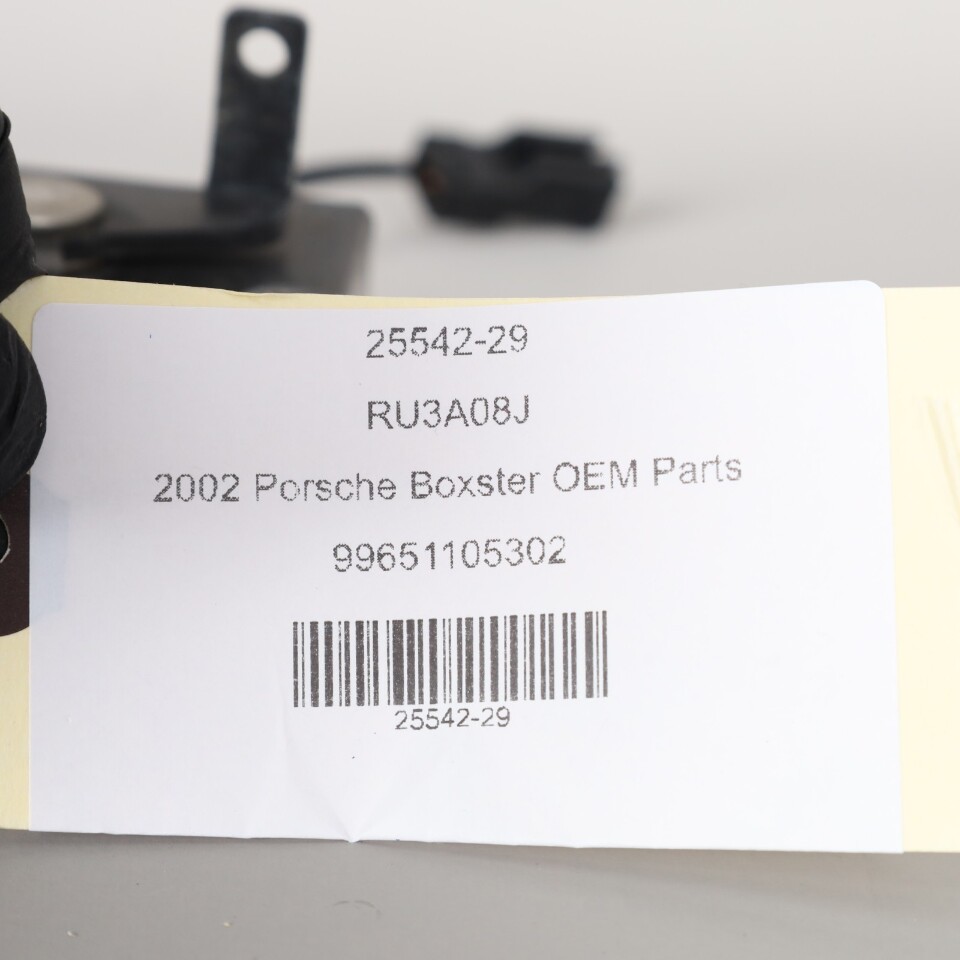 25542-29
RU3A08J
2002 Porsche Boxster OEM Parts
99651105302
25542-29